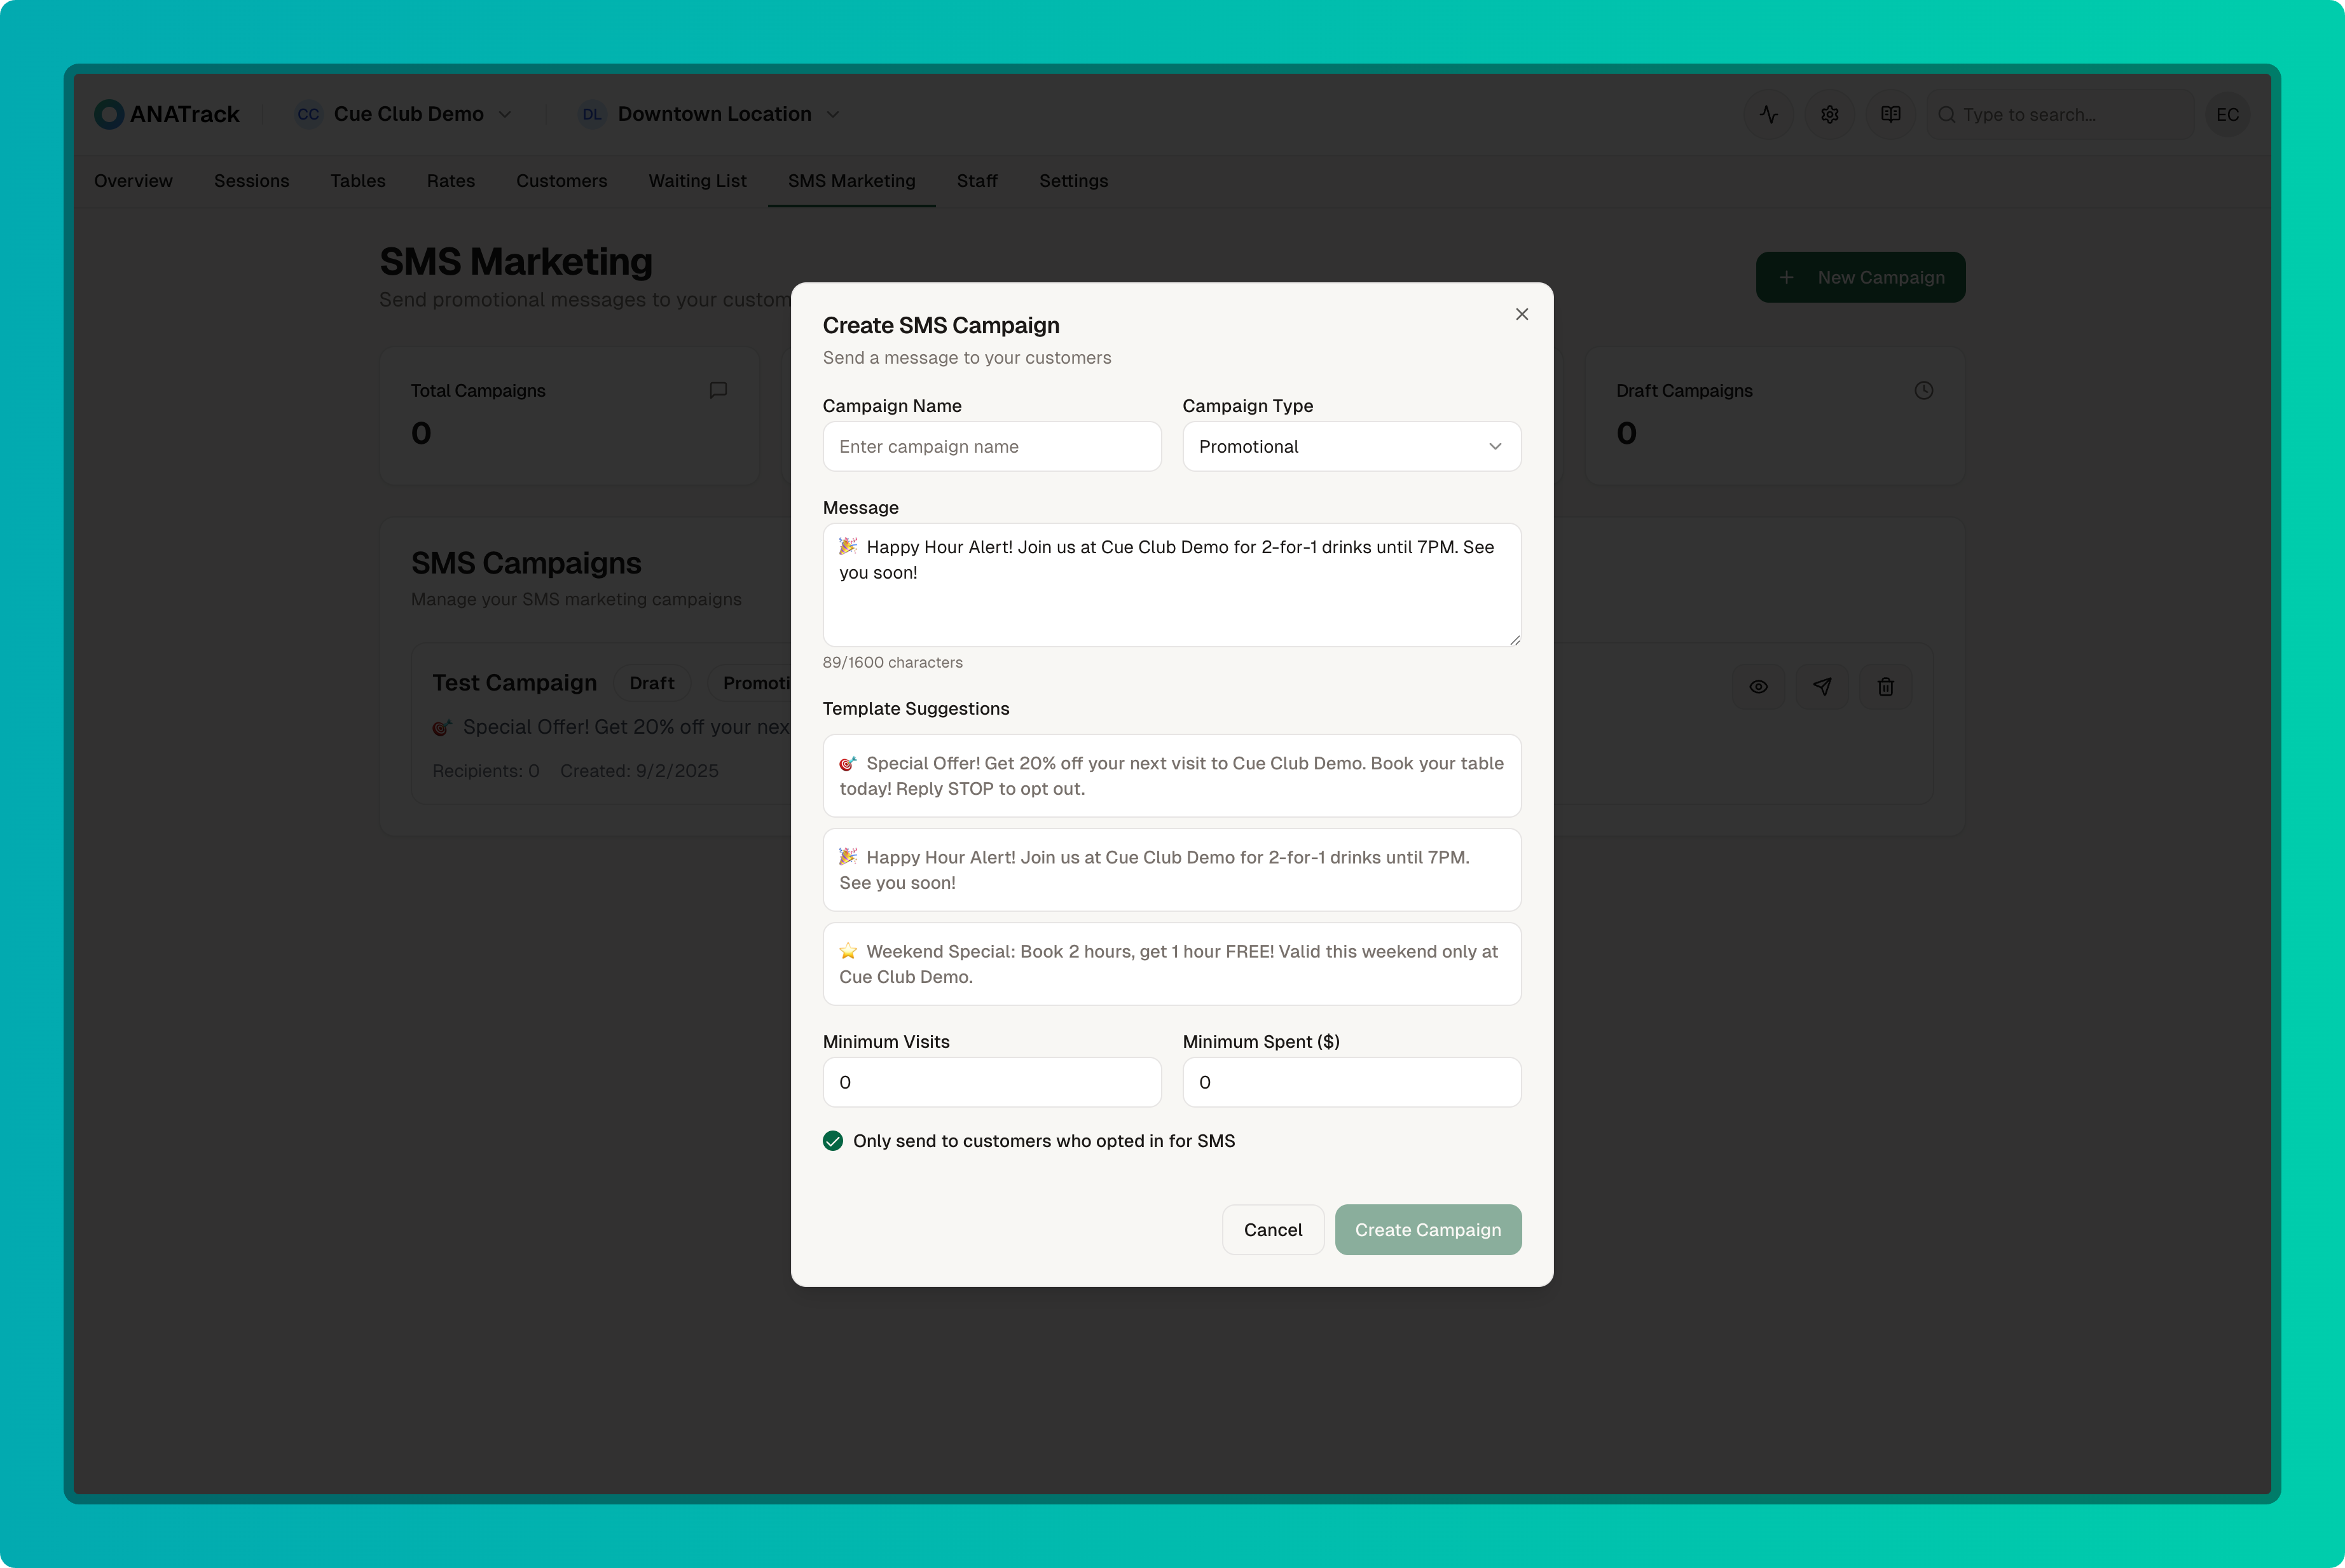 ANATrack
CC Cue Club Demo
DL Downtown Location
Type to search...
EC
Overview Sessions Tables Rates Customers Waiting List SMS Marketing Staff Settings
SMS Marketing
Send promotional messages to your custom
+ New Campaign
Total Campaigns
0
Draft Campaigns
0
SMS Campaigns
Manage your SMS marketing campaigns
Test Campaign Draft Promoti
🎯 Special Offer! Get 20% off your nex
Recipients: 0 Created: 9/2/2025
Create SMS Campaign
Send a message to your customers
Campaign Name
Enter campaign name
Campaign Type
Promotional
Message
🎉 Happy Hour Alert! Join us at Cue Club Demo for 2-for-1 drinks until 7PM. See
you soon!
89/1600 characters
Template Suggestions
🎯 Special Offer! Get 20% off your next visit to Cue Club Demo. Book your table
today! Reply STOP to opt out.
🎉 Happy Hour Alert! Join us at Cue Club Demo for 2-for-1 drinks until 7PM.
See you soon!
⭐ Weekend Special: Book 2 hours, get 1 hour FREE! Valid this weekend only at
Cue Club Demo.
Minimum Visits
0
Minimum Spent ($)
0
Only send to customers who opted in for SMS
Cancel
Create Campaign